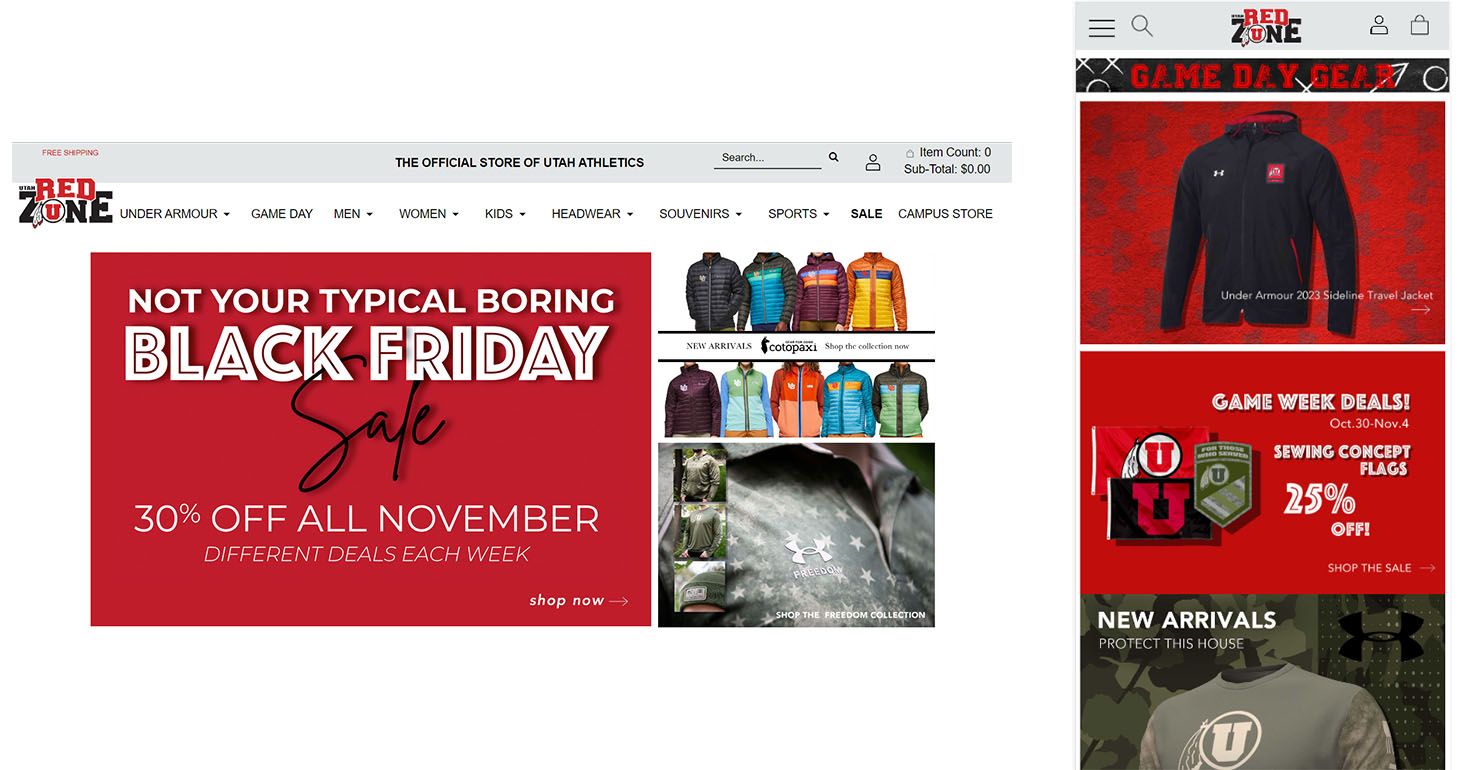 FREE SHIPPING
THE OFFICIAL STORE OF UTAH ATHLETICS
Search...
Item Count: 0
Sub-Total: $0.00
UTAH
RED
ZONE
U
UNDER ARMOUR
GAME DAY
MEN
WOMEN
KIDS
HEADWEAR
SOUVENIRS
SPORTS
SALE
CAMPUS STORE
NOT YOUR TYPICAL BORING
BLACK FRIDAY
Sale
30% OFF ALL NOVEMBER
DIFFERENT DEALS EACH WEEK
shop now
NEW ARRIVALS
GEAR FOR GOOD
cotopaxi
Shop the collection now
FREEDOM
SHOP THE FREEDOM COLLECTION
UTAH
RED
ZONE
U
GAME DAY GEAR
Under Armour 2023 Sideline Travel Jacket
GAME WEEK DEALS!
Oct.30-Nov.4
SEWING CONCEPT
FLAGS
25%
OFF!
U
U
FOR THOSE
WHO SERVED
U
SHOP THE SALE
NEW ARRIVALS
PROTECT THIS HOUSE
U